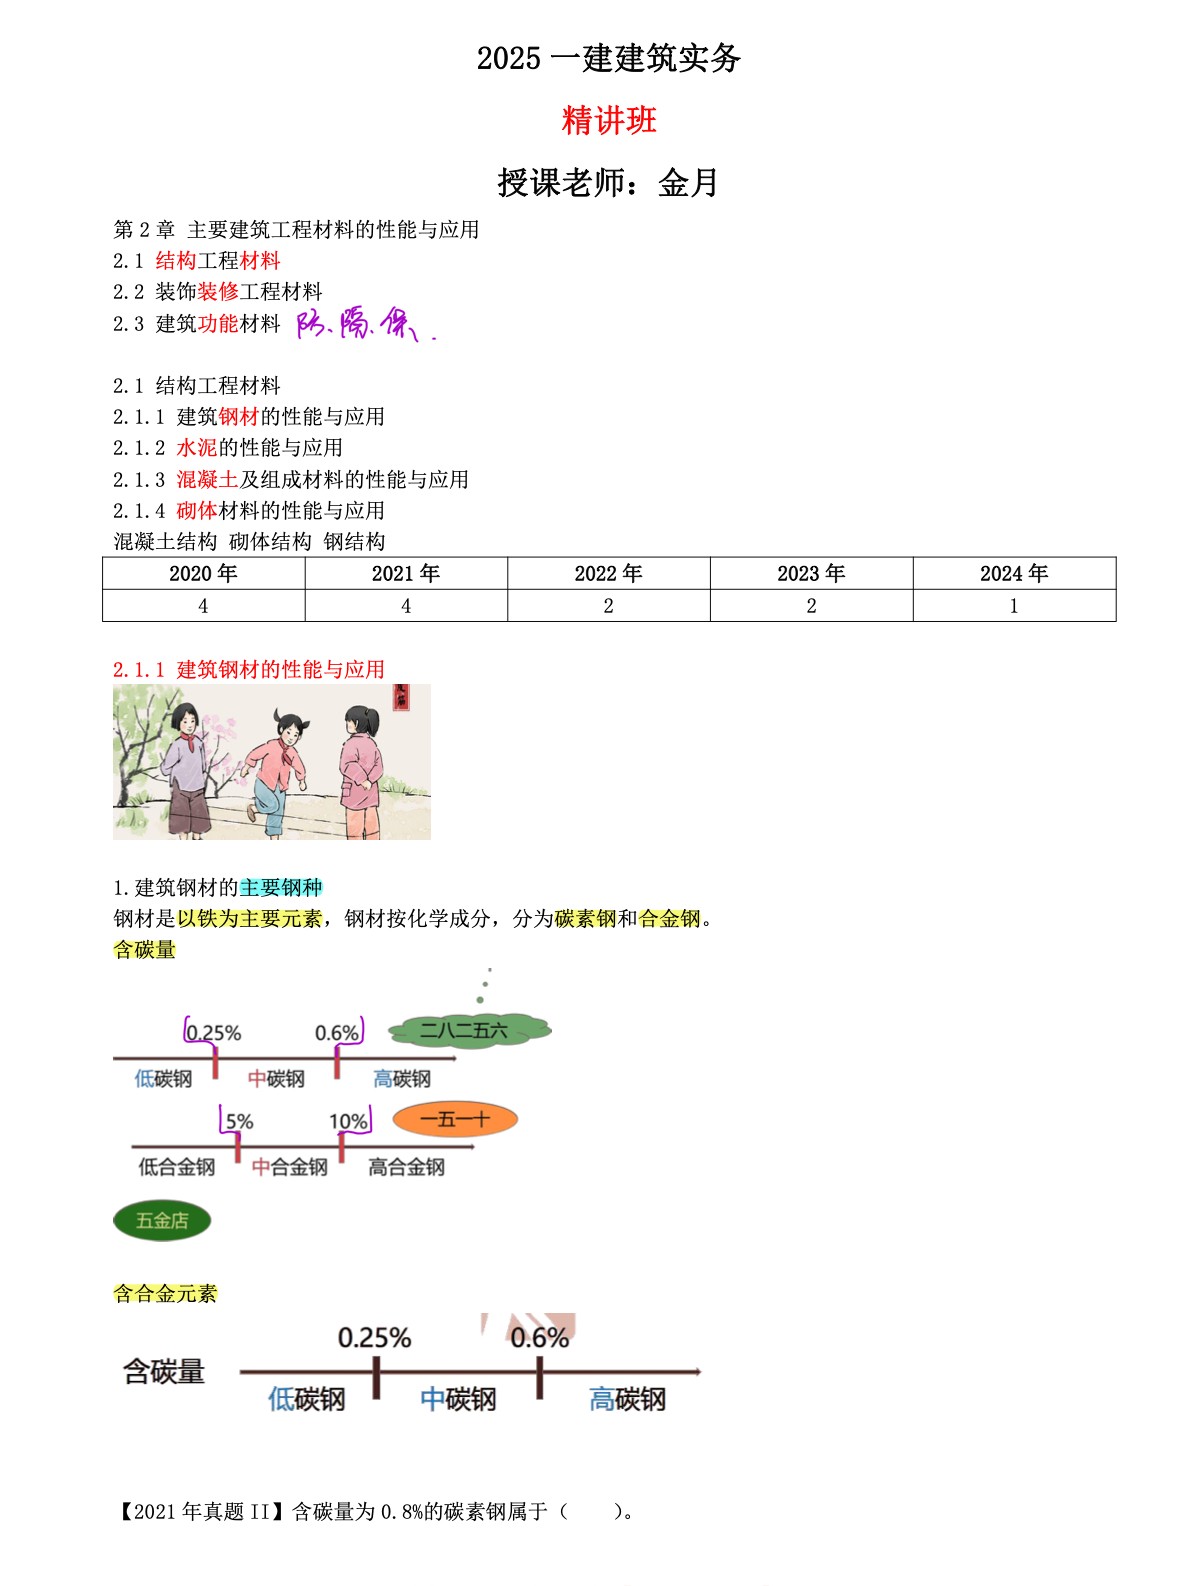 2025 一建建筑实务
精讲班
授课老师：金月
第 2 章 主要建筑工程材料的性能与应用
2.1 结构工程材料
2.2 装饰装修工程材料
2.3 建筑功能材料 防、隔、保、.
2.1 结构工程材料
2.1.1 建筑钢材的性能与应用
2.1.2 水泥的性能与应用
2.1.3 混凝土及组成材料的性能与应用
2.1.4 砌体材料的性能与应用
混凝土结构 砌体结构 钢结构
2020 年 2021 年 2022 年 2023 年 2024 年
4 4 2 2 1
2.1.1 建筑钢材的性能与应用
1.建筑钢材的主要钢种
钢材是以铁为主要元素，钢材按化学成分，分为碳素钢和合金钢。
含碳量
0.25% 0.6% 二八二五六
低碳钢 中碳钢 高碳钢
5% 10% 一五一十
低合金钢 中合金钢 高合金钢
五金店
含合金元素
0.25% 0.6%
含碳量
低碳钢 中碳钢 高碳钢
【2021 年真题 II】含碳量为 0.8%的碳素钢属于（　　）。